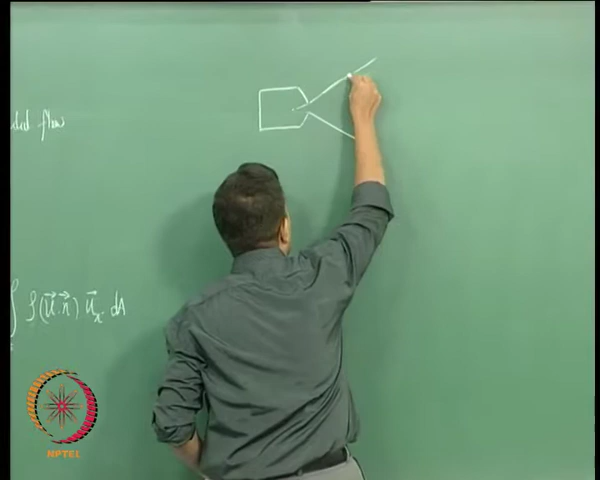 flow
∫ ρ(u⃗.n⃗) u⃗ₓ dA
NPTEL